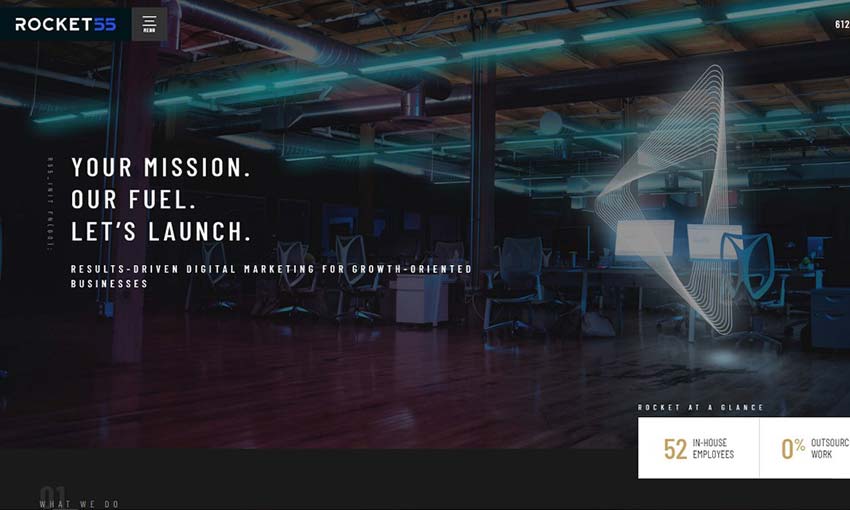 ROCKET55
MENU
612
YOUR MISSION.
OUR FUEL.
LET'S LAUNCH.
RESULTS-DRIVEN DIGITAL MARKETING FOR GROWTH-ORIENTED
BUSINESSES
ROCKET AT A GLANCE
52 IN-HOUSE
EMPLOYEES
0% OUTSOURC
WORK
01
WHAT WE DO